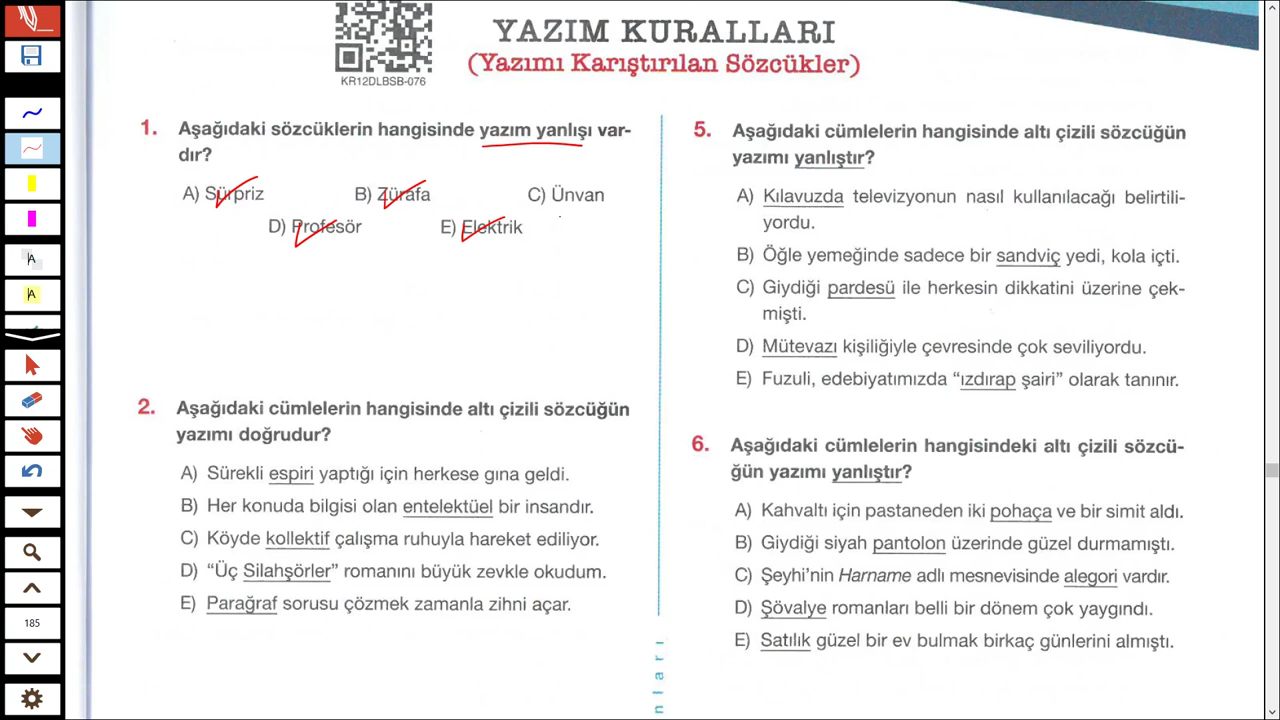 YAZIM KURALLARI
(Yazımı Karıştırılan Sözcükler)
KR12DLBSB-076
1. Aşağıdaki sözcüklerin hangisinde yazım yanlışı var-
dır?
A) Sürpriz B) Zürafa C) Ünvan
D) Profesör E) Elektrik
2. Aşağıdaki cümlelerin hangisinde altı çizili sözcüğün
yazımı doğrudur?
A) Sürekli espiri yaptığı için herkese gına geldi.
B) Her konuda bilgisi olan entelektüel bir insandır.
C) Köyde kollektif çalışma ruhuyla hareket ediliyor.
D) “Üç Silahşörler” romanını büyük zevkle okudum.
E) Parağraf sorusu çözmek zamanla zihni açar.
5. Aşağıdaki cümlelerin hangisinde altı çizili sözcüğün
yazımı yanlıştır?
A) Kılavuzda televizyonun nasıl kullanılacağı belirtili-
yordu.
B) Öğle yemeğinde sadece bir sandviç yedi, kola içti.
C) Giydiği pardesü ile herkesin dikkatini üzerine çek-
mişti.
D) Mütevazı kişiliğiyle çevresinde çok seviliyordu.
E) Fuzuli, edebiyatımızda “ızdırap şairi” olarak tanınır.
6. Aşağıdaki cümlelerin hangisindeki altı çizili sözcü-
ğün yazımı yanlıştır?
A) Kahvaltı için pastaneden iki pohaça ve bir simit aldı.
B) Giydiği siyah pantolon üzerinde güzel durmamıştı.
C) Şeyhi’nin Harname adlı mesnevisinde alegori vardır.
D) Şövalye romanları belli bir dönem çok yaygındı.
E) Satılık güzel bir ev bulmak birkaç günlerini almıştı.
nları
A
A
185